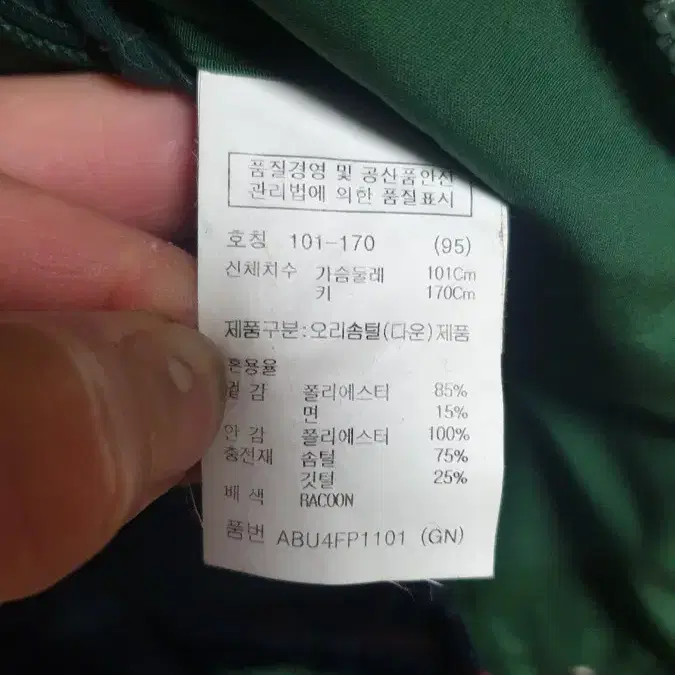 품질경영 및 공산품안전
관리법에 의한 품질표시
호칭 101-170 (95)
신체치수 가슴둘레 101Cm
키 170Cm
제품구분:오리솜털(다운)제품
혼용율
겉 감 폴리에스터 85%
면 15%
안 감 폴리에스터 100%
충전재 솜털 75%
깃털 25%
배 색 RACOON
품번 ABU4FP1101 (GN)